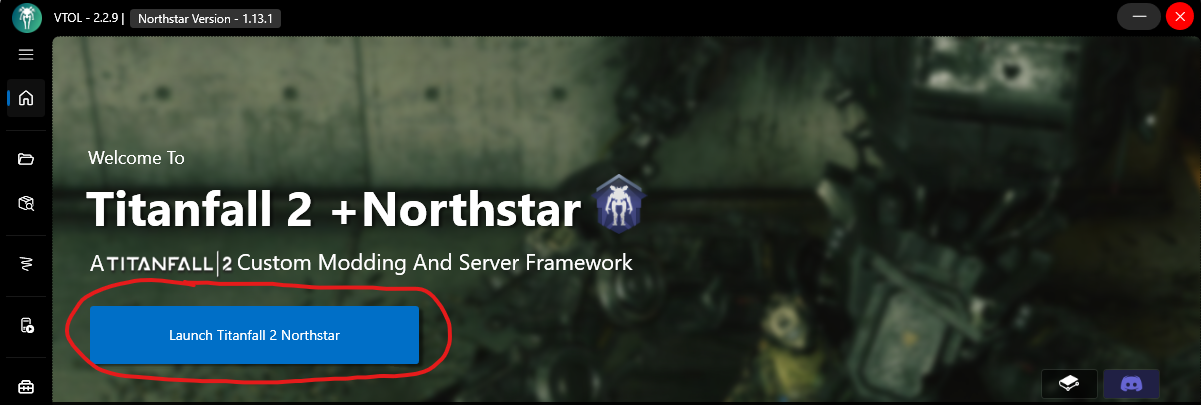 VTOL - 2.2.9 | Northstar Version - 1.13.1
Welcome To
Titanfall 2 +Northstar
A TITANFALL|2 Custom Modding And Server Framework
Launch Titanfall 2 Northstar